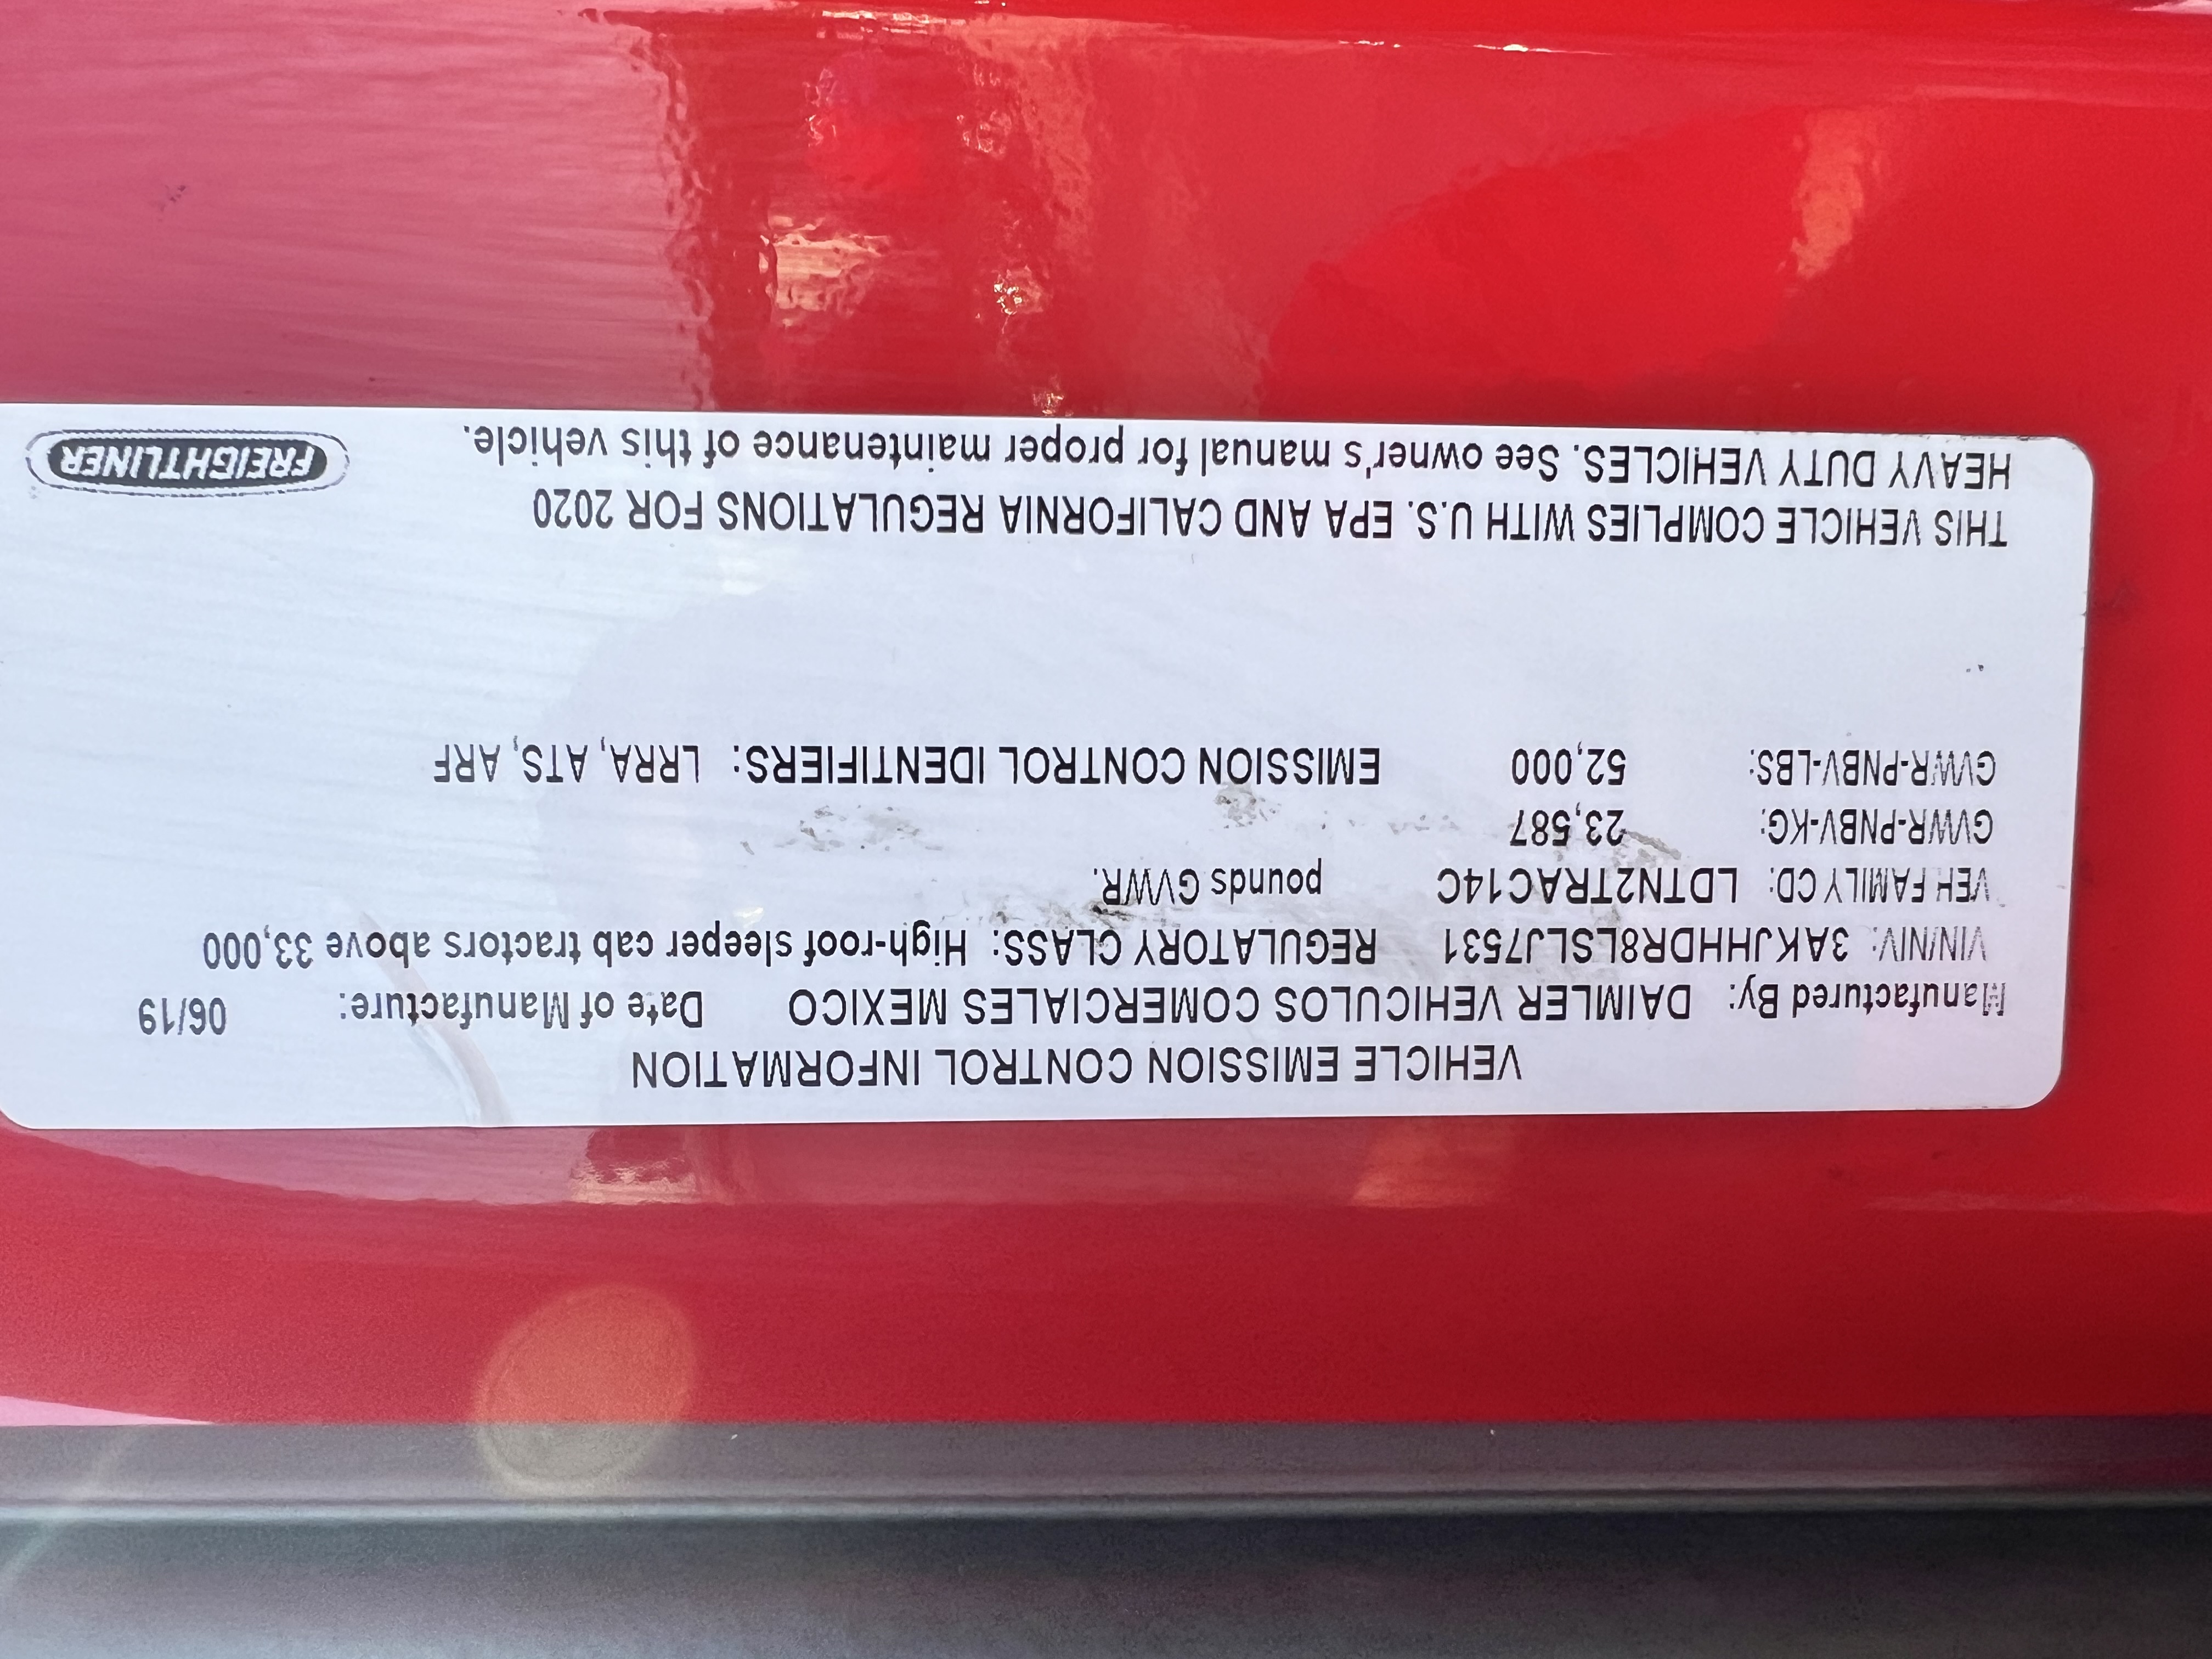 VEHICLE EMISSION CONTROL INFORMATION
Manufactured By: DAIMLER VEHICULOS COMERCIALES MEXICO Date of Manufacture: 06/19
VIN/NIV: 3AKJHHDR8LSLJ7531 REGULATORY CLASS: High-roof sleeper cab tractors above 33,000
VEH FAMILY CD: LDTN2TRAC14C pounds GVWR.
GVWR-PNBV-KG: 23,587
GVWR-PNBV-LBS: 52,000 EMISSION CONTROL IDENTIFIERS: LRRA, ATS, ARF
THIS VEHICLE COMPLIES WITH U.S. EPA AND CALIFORNIA REGULATIONS FOR 2020
HEAVY DUTY VEHICLES. See owner's manual for proper maintenance of this vehicle.
FREIGHTLINER